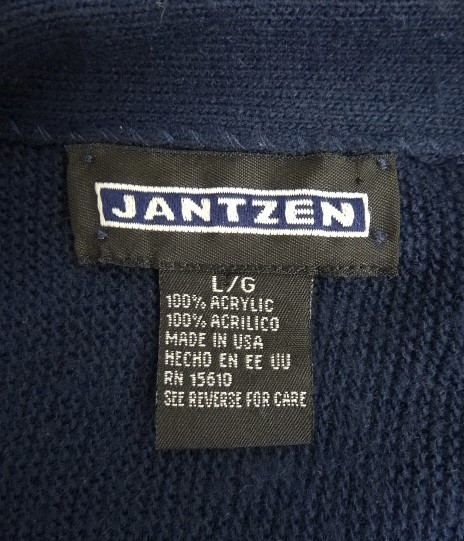 JANTZEN
L/G
100% ACRYLIC
100% ACRILICO
MADE IN USA
HECHO EN EE UU
RN 15610
SEE REVERSE FOR CARE